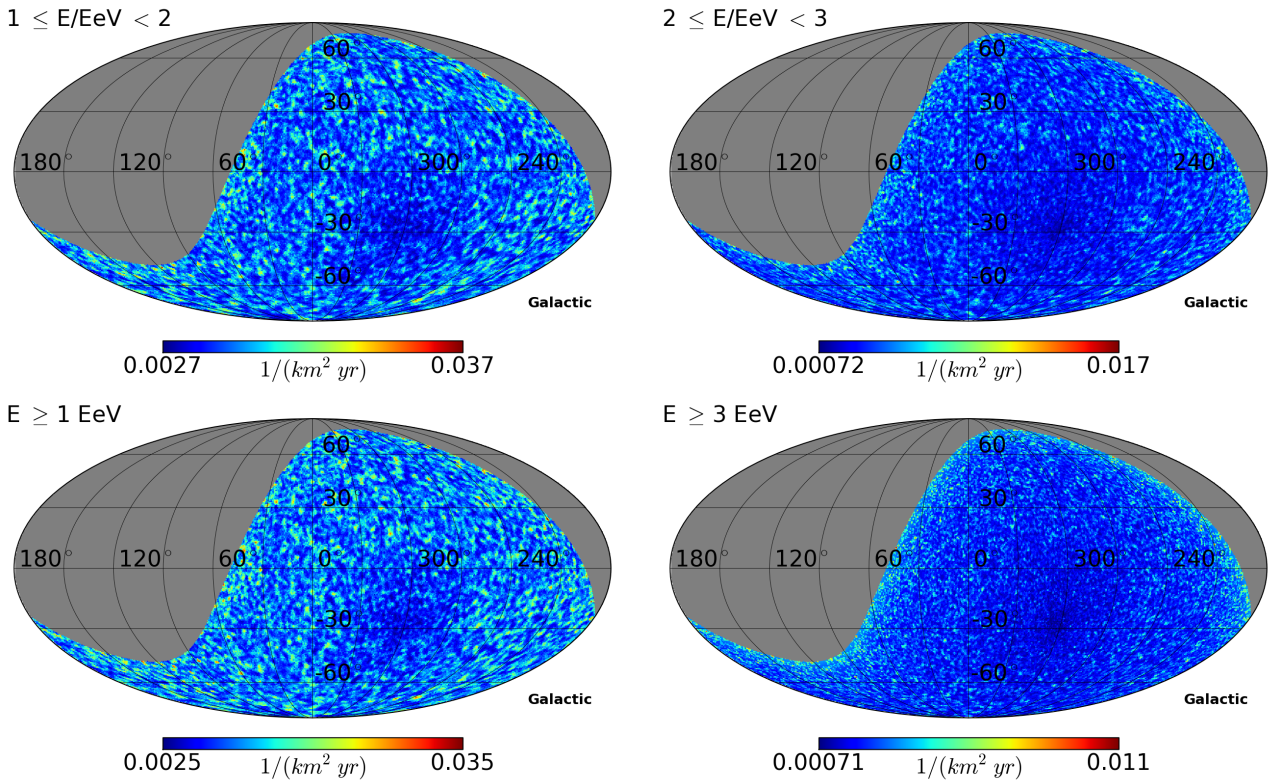 1 ≤ E/EeV < 2
60°
30°
180° 120° 60° 0° 300° 240°
-30°
-60°
Galactic
0.0027 1/(km² yr) 0.037
2 ≤ E/EeV < 3
60°
30°
180° 120° 60° 0° 300° 240°
-30°
-60°
Galactic
0.00072 1/(km² yr) 0.017
E ≥ 1 EeV
60°
30°
180° 120° 60° 0° 300° 240°
-30°
-60°
Galactic
0.0025 1/(km² yr) 0.035
E ≥ 3 EeV
60°
30°
180° 120° 60° 0° 300° 240°
-30°
-60°
Galactic
0.00071 1/(km² yr) 0.011